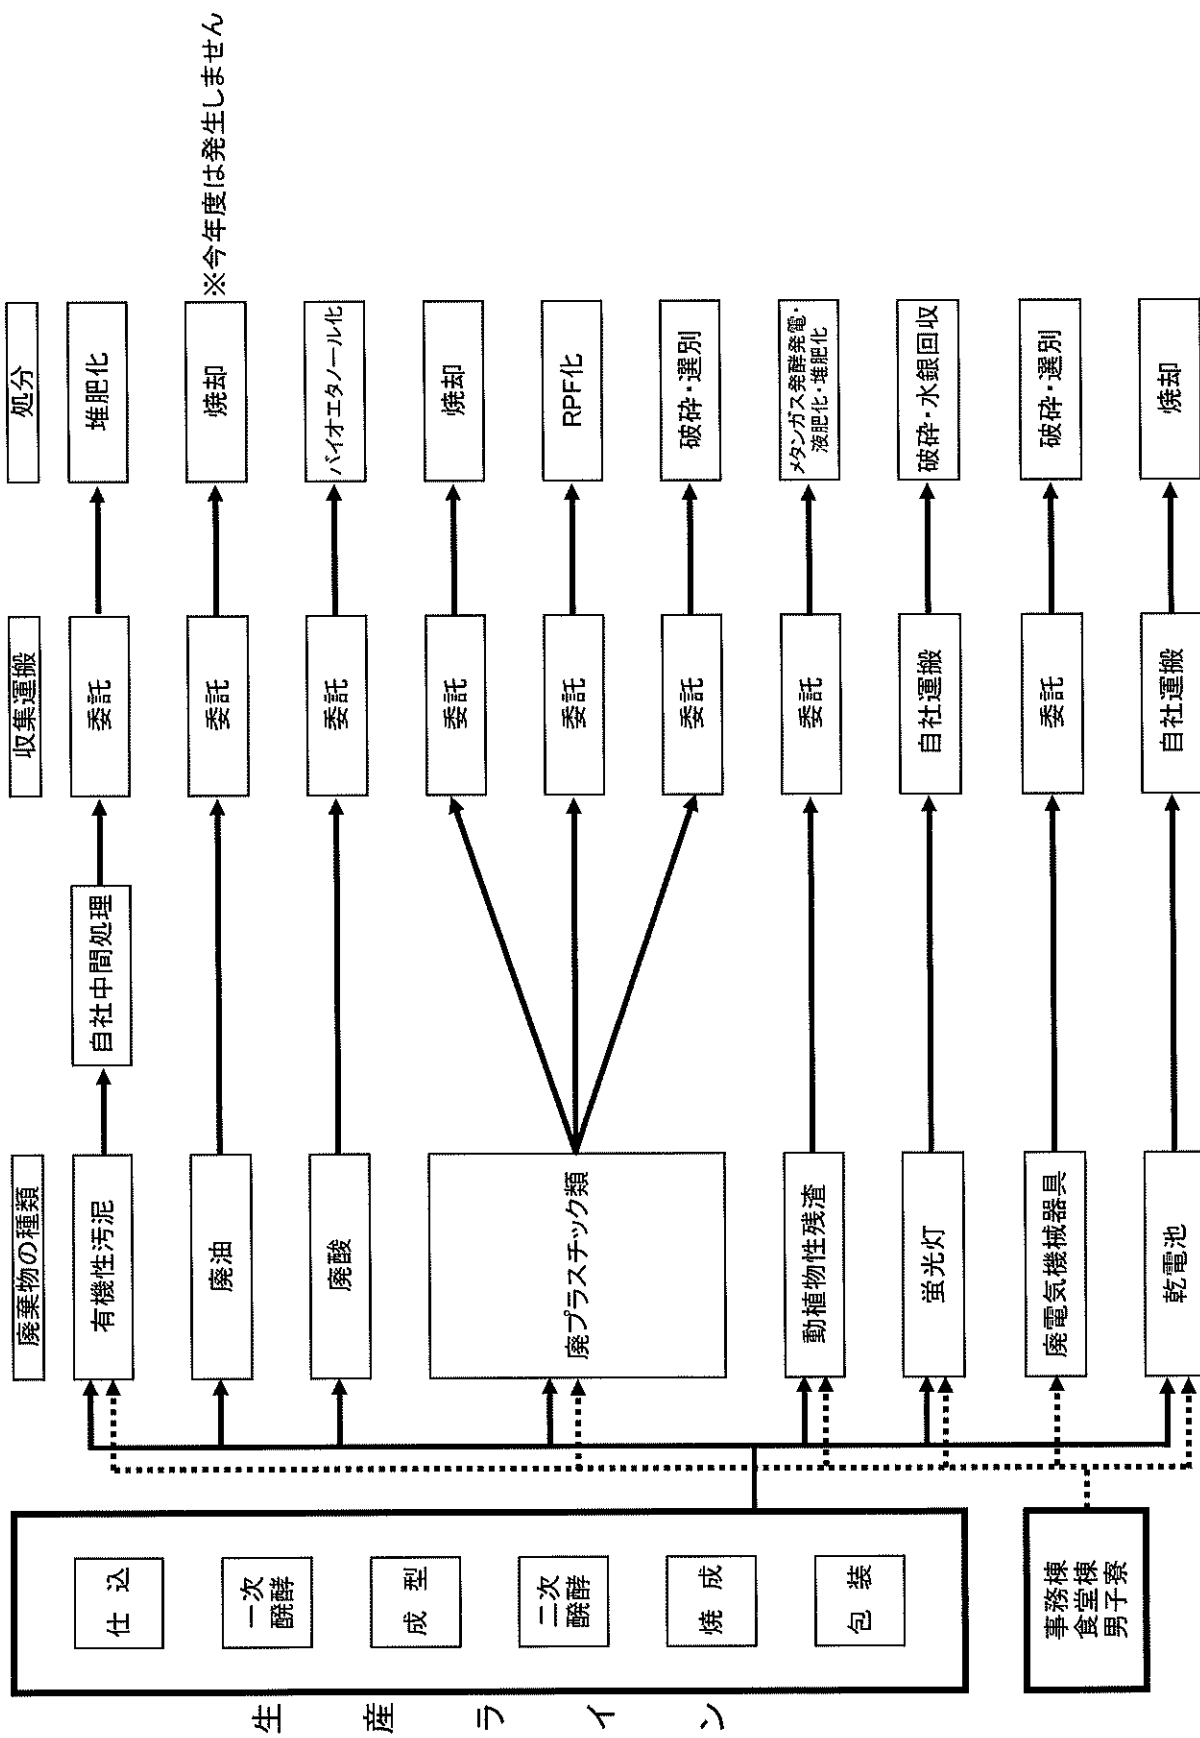 生産ライン
仕込
一次
醗酵
成型
二次
醗酵
焼成
包装
事務棟
食堂棟
男子寮
廃棄物の種類
収集運搬
処分
有機性汚泥
自社中間処理
委託
堆肥化
廃油
委託
焼却
※今年度は発生しません
廃酸
委託
バイオエタノール化
廃プラスチック類
委託
焼却
委託
RPF化
委託
破砕・選別
動植物性残渣
委託
メタンガス発酵発電・
液肥化・堆肥化
蛍光灯
自社運搬
破砕・水銀回収
廃電気機械器具
委託
破砕・選別
乾電池
自社運搬
焼却